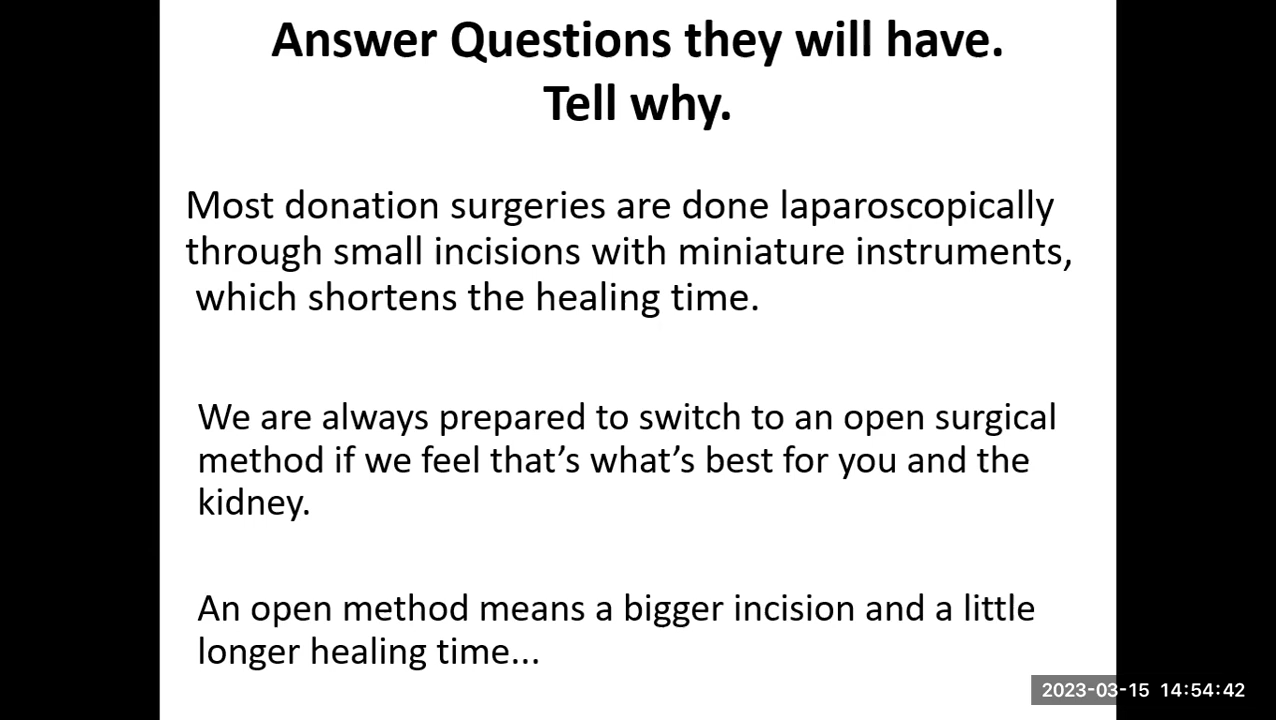 Answer Questions they will have.
Tell why.
Most donation surgeries are done laparoscopically
through small incisions with miniature instruments,
which shortens the healing time.
We are always prepared to switch to an open surgical
method if we feel that’s what’s best for you and the
kidney.
An open method means a bigger incision and a little
longer healing time...
2023-03-15 14:54:42